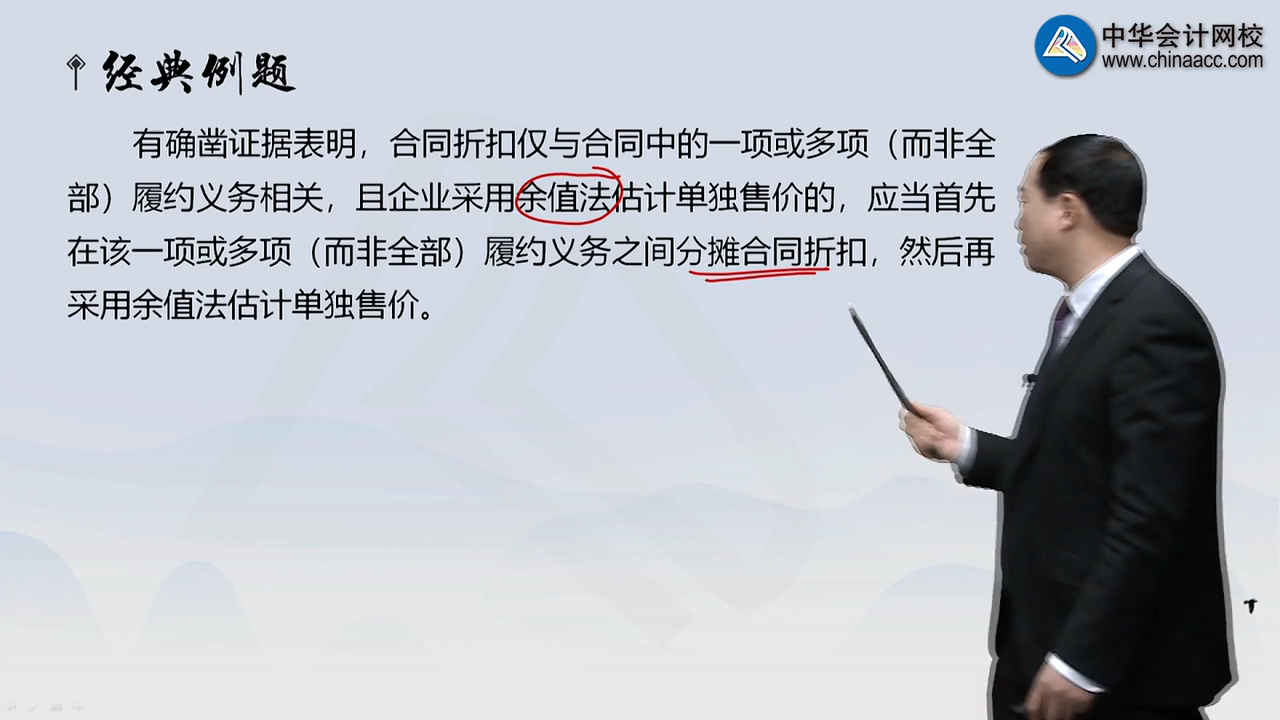 经典例题
中华会计网校
www.chinaacc.com
有确凿证据表明，合同折扣仅与合同中的一项或多项（而非全
部）履约义务相关，且企业采用余值法估计单独售价的，应当首先
在该一项或多项（而非全部）履约义务之间分摊合同折扣，然后再
采用余值法估计单独售价。